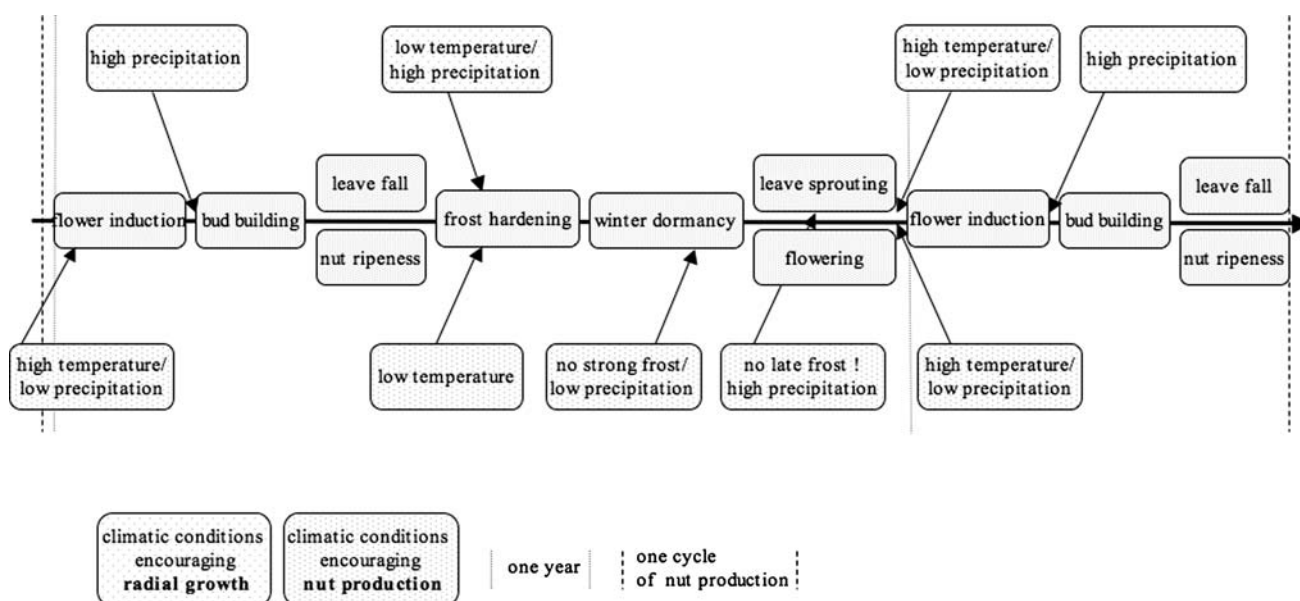 high precipitation
low temperature/
high precipitation
high temperature/
low precipitation
high precipitation
leave fall
leave sprouting
leave fall
flower induction
bud building
frost hardening
winter dormancy
flower induction
bud building
nut ripeness
flowering
nut ripeness
high temperature/
low precipitation
low temperature
no strong frost/
low precipitation
no late frost !
high precipitation
high temperature/
low precipitation
climatic conditions
encouraging
radial growth
climatic conditions
encouraging
nut production
one year
one cycle
of nut production